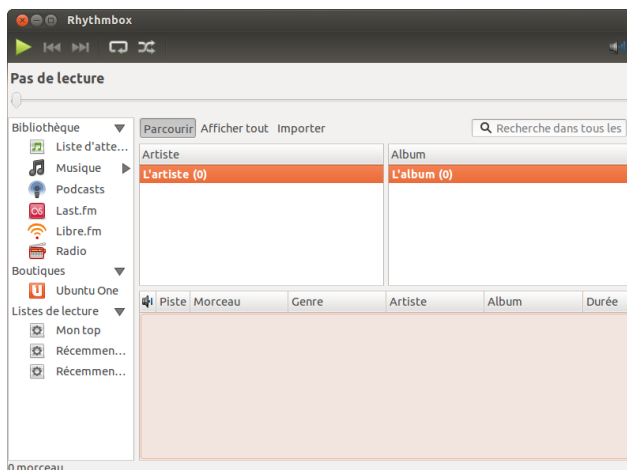 Rhythmbox
Pas de lecture
Bibliothèque
Liste d'atte...
Musique
Podcasts
Last.fm
Libre.fm
Radio
Boutiques
Ubuntu One
Listes de lecture
Mon top
Récemmen...
Récemmen...
Parcourir Afficher tout Importer
Recherche dans tous les
Artiste Album
L'artiste (0) L'album (0)
Piste Morceau Genre Artiste Album Durée
0 morceau